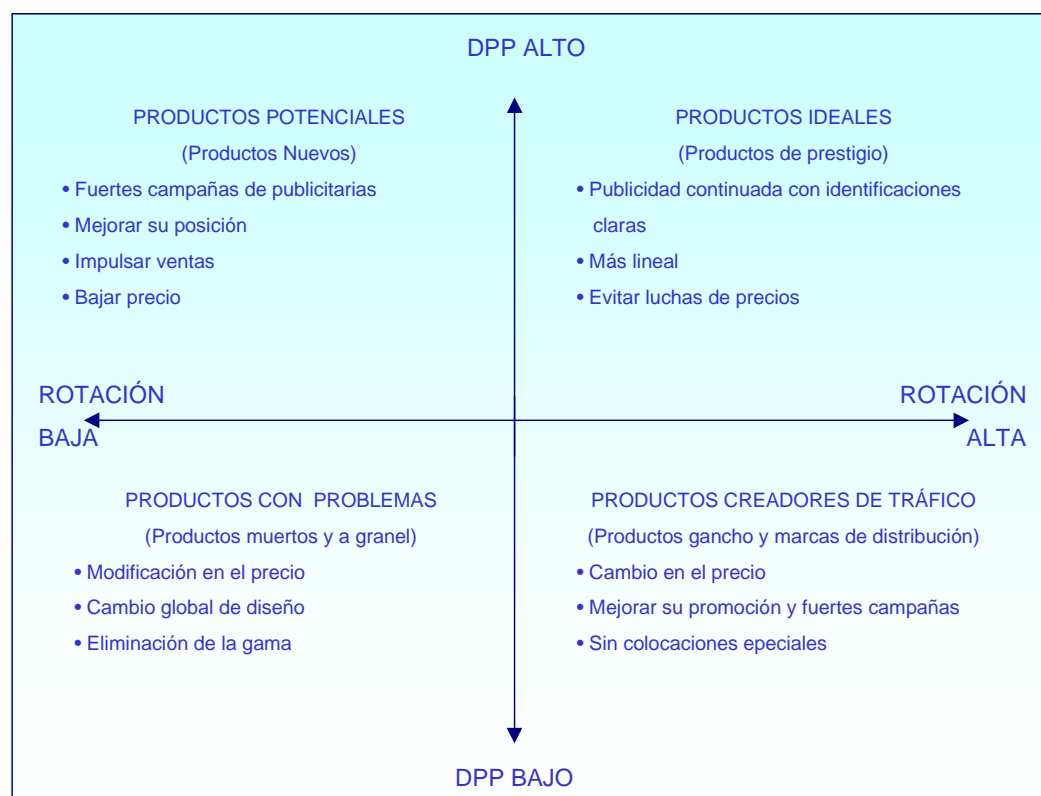 DPP ALTO
PRODUCTOS POTENCIALES
(Productos Nuevos)
• Fuertes campañas de publicitarias
• Mejorar su posición
• Impulsar ventas
• Bajar precio
PRODUCTOS IDEALES
(Productos de prestigio)
• Publicidad continuada con identificaciones
claras
• Más lineal
• Evitar luchas de precios
ROTACIÓN
BAJA
ROTACIÓN
ALTA
PRODUCTOS CON PROBLEMAS
(Productos muertos y a granel)
• Modificación en el precio
• Cambio global de diseño
• Eliminación de la gama
PRODUCTOS CREADORES DE TRÁFICO
(Productos gancho y marcas de distribución)
• Cambio en el precio
• Mejorar su promoción y fuertes campañas
• Sin colocaciones epeciales
DPP BAJO